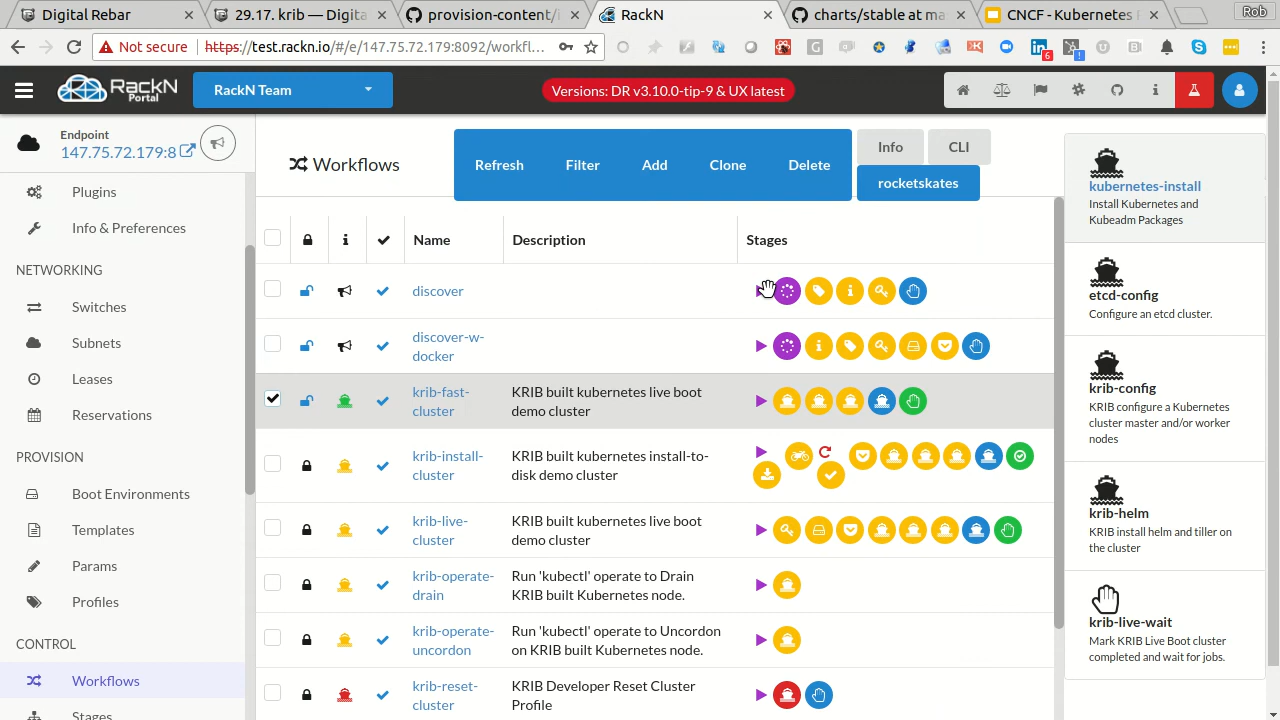 Digital Rebar
29.17. krib — Digita
provision-content/
RackN
charts/stable at ma
CNCF - Kubernetes
Rob
Not secure
https://test.rackn.io/#/e/147.75.72.179:8092/workfl...
6
!
RackN
Portal
RackN Team
Versions: DR v3.10.0-tip-9 & UX latest
Endpoint
147.75.72.179:8
Plugins
Info & Preferences
NETWORKING
Switches
Subnets
Leases
Reservations
PROVISION
Boot Environments
Templates
Params
Profiles
CONTROL
Workflows
Stages
Workflows
Refresh
Filter
Add
Clone
Delete
Info
CLI
rocketskates
Name
Description
Stages
discover
discover-w-
docker
krib-fast-
cluster
KRIB built kubernetes live boot
demo cluster
krib-install-
cluster
KRIB built kubernetes install-to-
disk demo cluster
krib-live-
cluster
KRIB built kubernetes live boot
demo cluster
krib-operate-
drain
Run 'kubectl' operate to Drain
KRIB built Kubernetes node.
krib-operate-
uncordon
Run 'kubectl' operate to Uncordon
on KRIB built Kubernetes node.
krib-reset-
cluster
KRIB Developer Reset Cluster
Profile
kubernetes-install
Install Kubernetes and
Kubeadm Packages
etcd-config
Configure an etcd cluster.
krib-config
KRIB configure a Kubernetes
cluster master and/or worker
nodes
krib-helm
KRIB install helm and tiller on
the cluster
krib-live-wait
Mark KRIB Live Boot cluster
completed and wait for jobs.